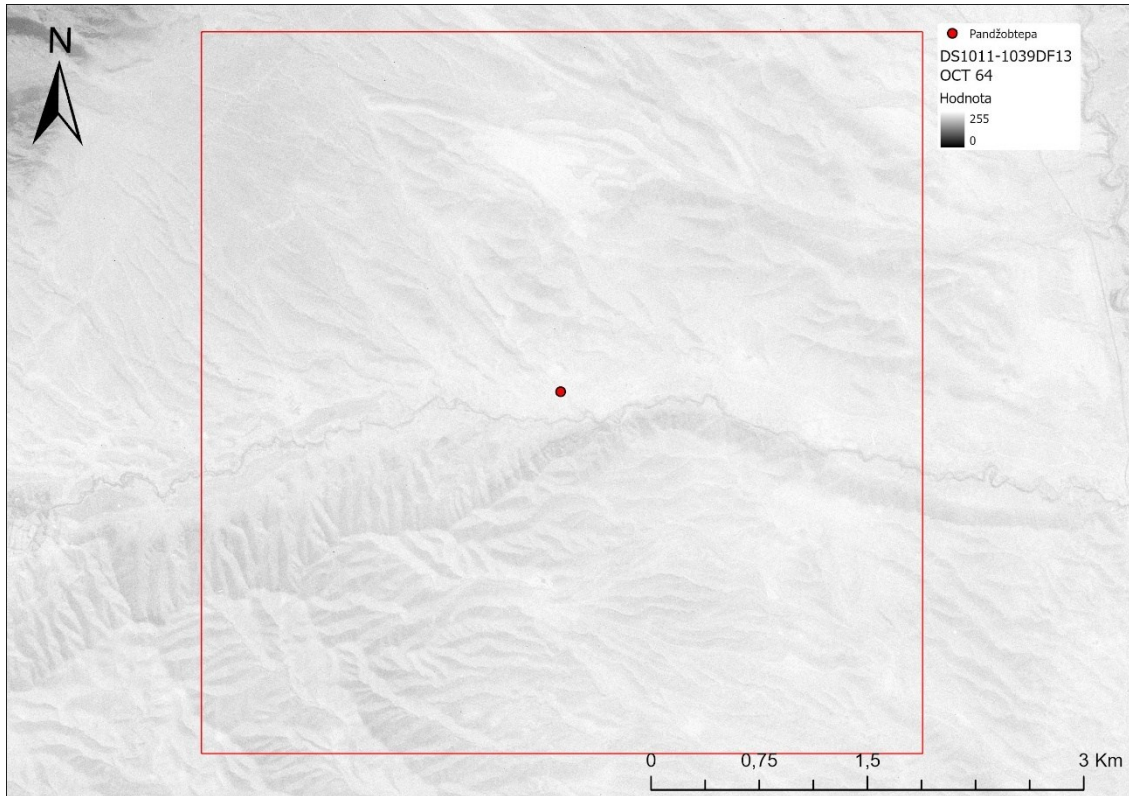 N
Pandžobtepa
DS1011-1039DF13
OCT 64
Hodnota
255
0
0 0,75 1,5 3 Km